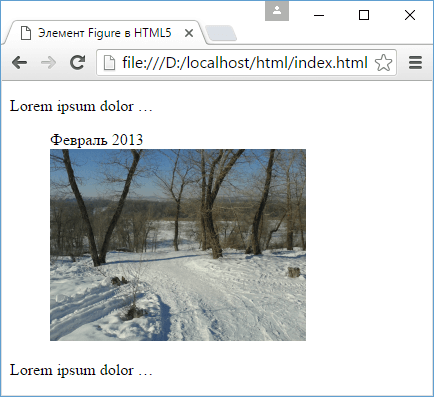 Элемент Figure в HTML5
file:///D:/localhost/html/index.html
Lorem ipsum dolor …
Февраль 2013
Lorem ipsum dolor …